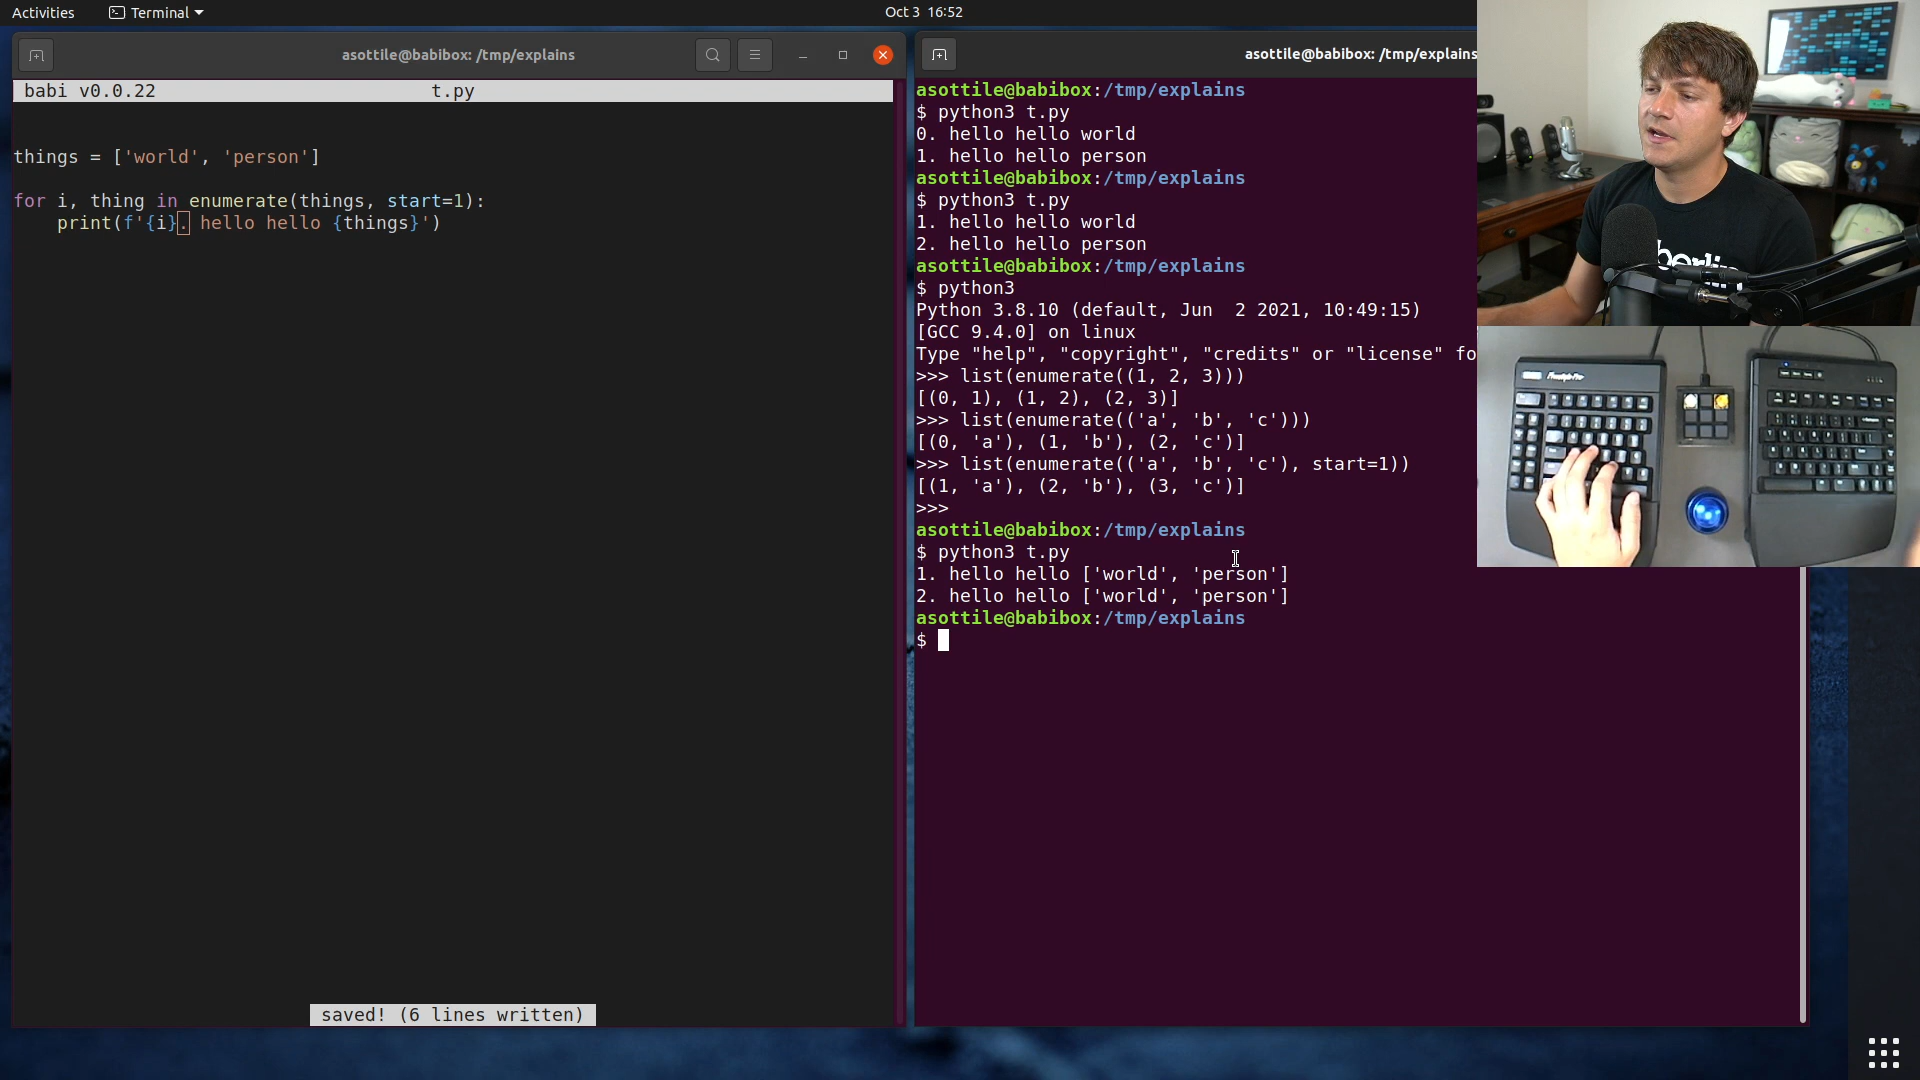 Activities
Terminal
Oct 3 16:52
asottile@babibox: /tmp/explains
babi v0.0.22 t.py
things = ['world', 'person']
for i, thing in enumerate(things, start=1):
    print(f'{i}. hello hello {things}')
saved! (6 lines written)
asottile@babibox: /tmp/explains
asottile@babibox:/tmp/explains
$ python3 t.py
0. hello hello world
1. hello hello person
asottile@babibox:/tmp/explains
$ python3 t.py
1. hello hello world
2. hello hello person
asottile@babibox:/tmp/explains
$ python3
Python 3.8.10 (default, Jun  2 2021, 10:49:15)
[GCC 9.4.0] on linux
Type "help", "copyright", "credits" or "license" fo
>>> list(enumerate((1, 2, 3)))
[(0, 1), (1, 2), (2, 3)]
>>> list(enumerate(('a', 'b', 'c')))
[(0, 'a'), (1, 'b'), (2, 'c')]
>>> list(enumerate(('a', 'b', 'c'), start=1))
[(1, 'a'), (2, 'b'), (3, 'c')]
>>>
asottile@babibox:/tmp/explains
$ python3 t.py
1. hello hello ['world', 'person']
2. hello hello ['world', 'person']
asottile@babibox:/tmp/explains
$
berlin